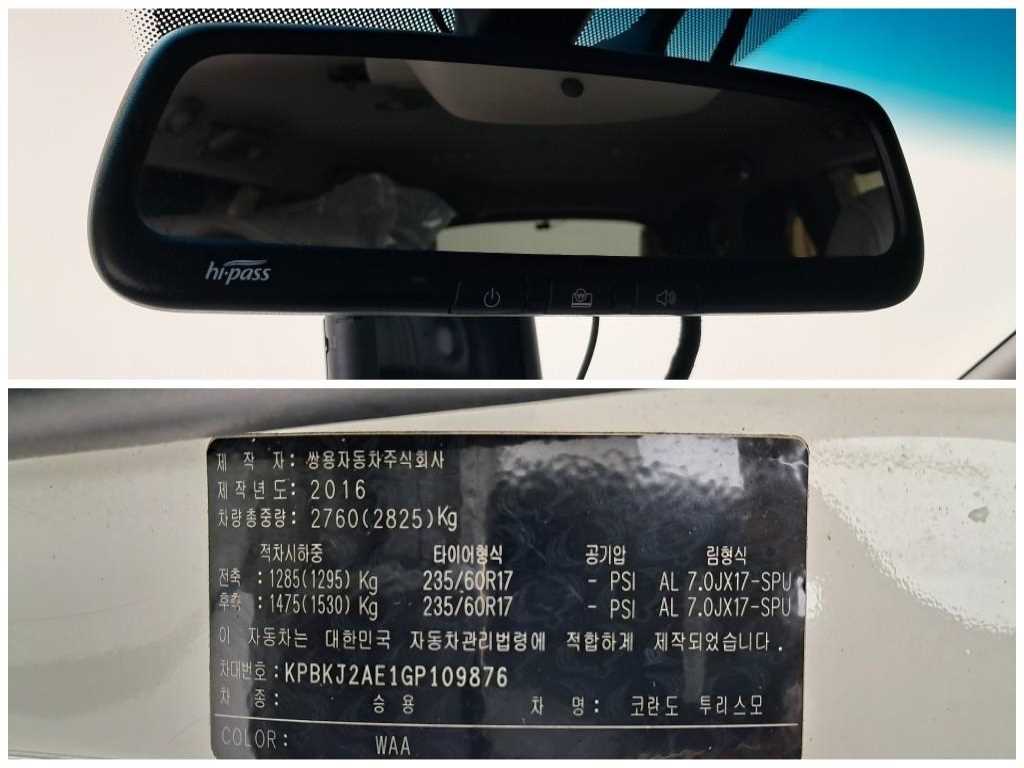 hi-pass
제 작 자: 쌍용자동차주식회사
제작년도: 2016
차량총중량: 2760(2825)Kg
적차시하중 타이어형식 공기압 림형식
전축 : 1285(1295) Kg 235/60R17 - PSI AL 7.0JX17-SPU
후축 : 1475(1530) Kg 235/60R17 - PSI AL 7.0JX17-SPU
이 자동차는 대한민국 자동차관리법령에 적합하게 제작되었습니다.
차대번호: KPBKJ2AE1GP109876
차 종: 승 용 차 명: 코란도 투리스모
COLOR: WAA